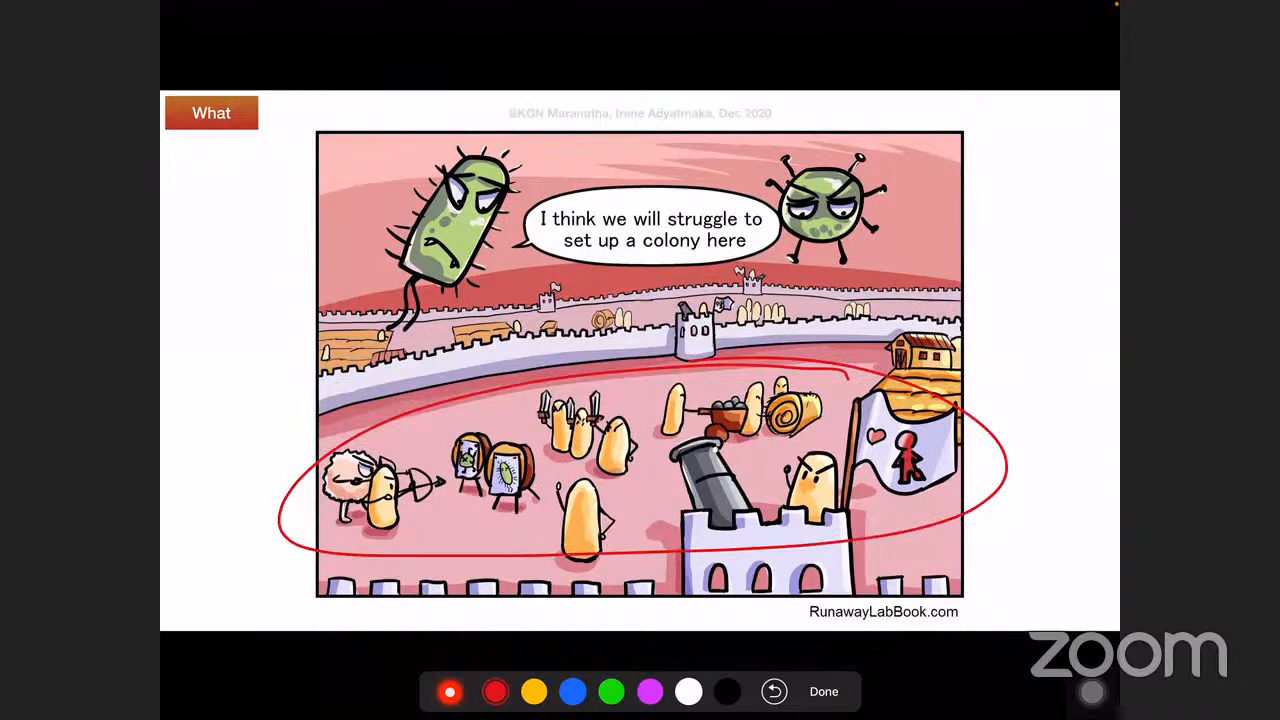 What
SKGN Maranatha, Irene Adyatmaka, Dec 2020
I think we will struggle to
set up a colony here
RunawayLabBook.com
zoom
Done